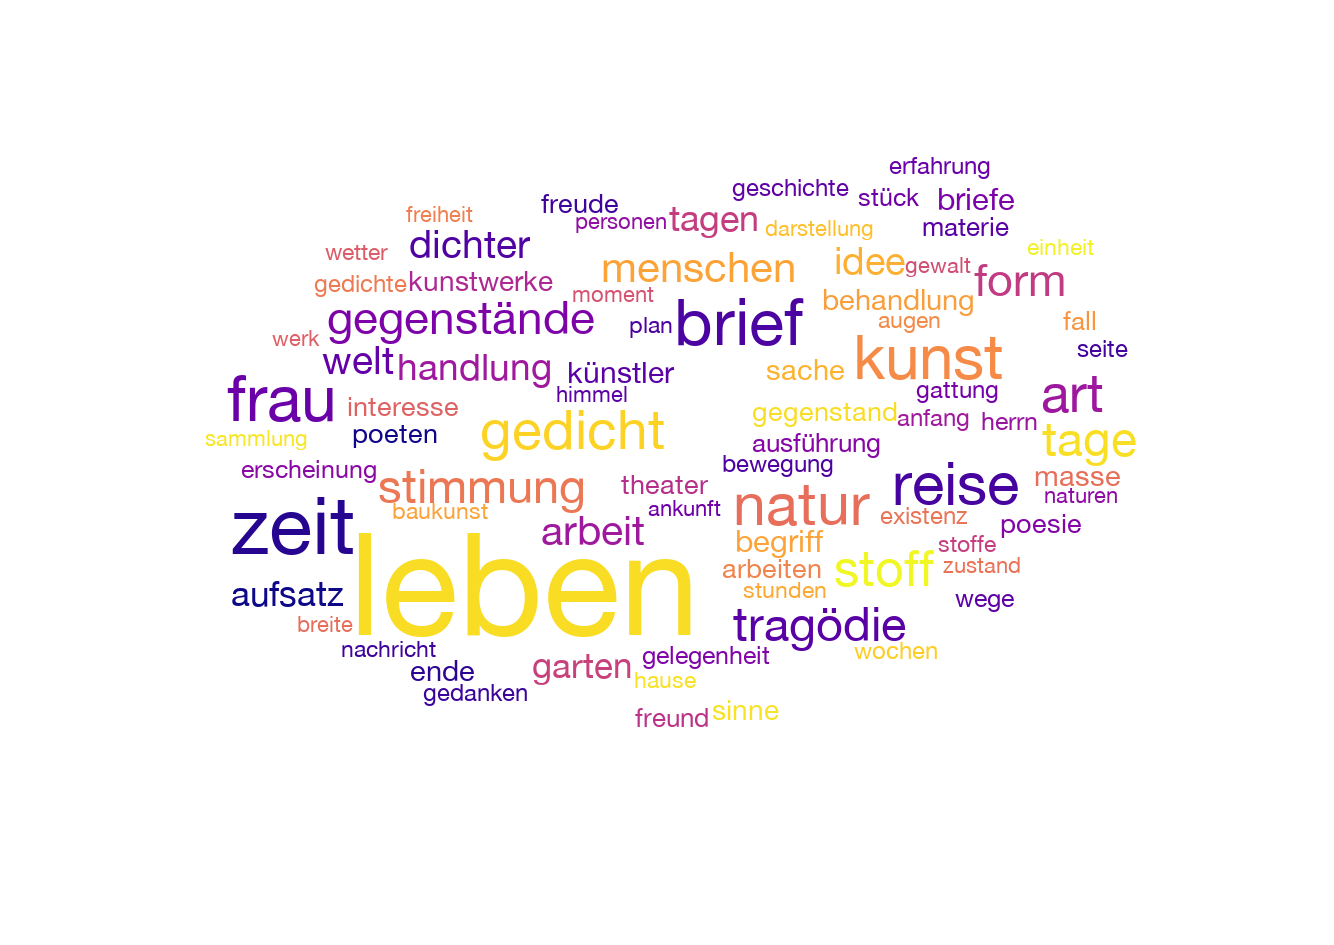 erfahrung
geschichte stück briefe
freiheit freude personen tagen darstellung materie
wetter dichter menschen idee gewalt einheit
gedichte kunstwerke moment behandlung form
werk gegenstände plan brief augen fall
welt handlung künstler sache kunst seite
frau interesse himmel gegenstand gattung art
sammlung poeten gedicht ausführung anfang herrn tage
erscheinung stimmung theater bewegung reise masse
zeit baukunst arbeit ankunft natur existenz naturen
begriff stoffe poesie
aufsatz leben arbeiten stoff zustand
breite stunden wege
nachricht tragödie
ende garten gelegenheit wochen
gedanken hause
freund sinne